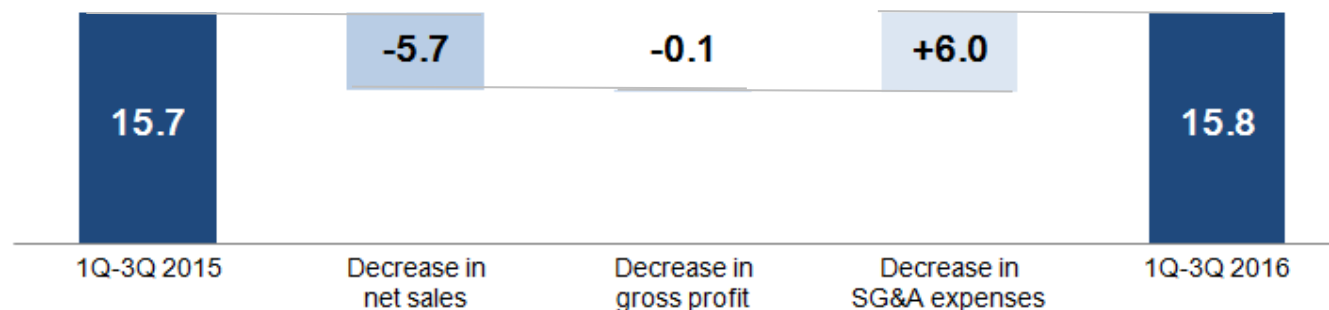 -5.7
-0.1
+6.0
15.7
15.8
1Q-3Q 2015
Decrease in
net sales
Decrease in
gross profit
Decrease in
SG&A expenses
1Q-3Q 2016